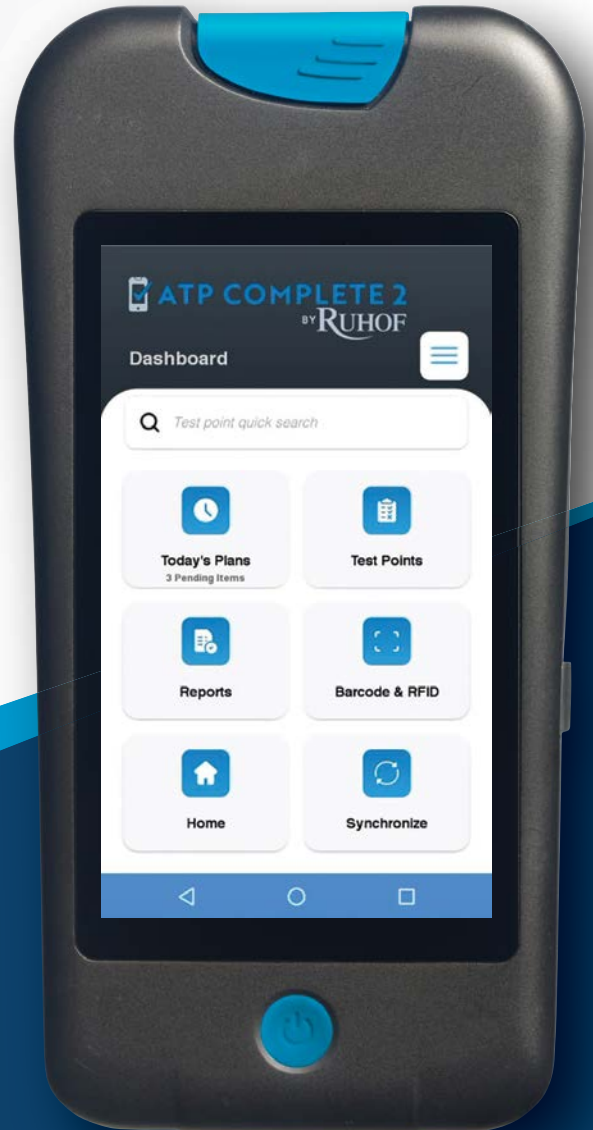 ATP COMPLETE 2
BY RUHOF
Dashboard
Test point quick search
Today's Plans
3 Pending Items
Test Points
Reports
Barcode & RFID
Home
Synchronize